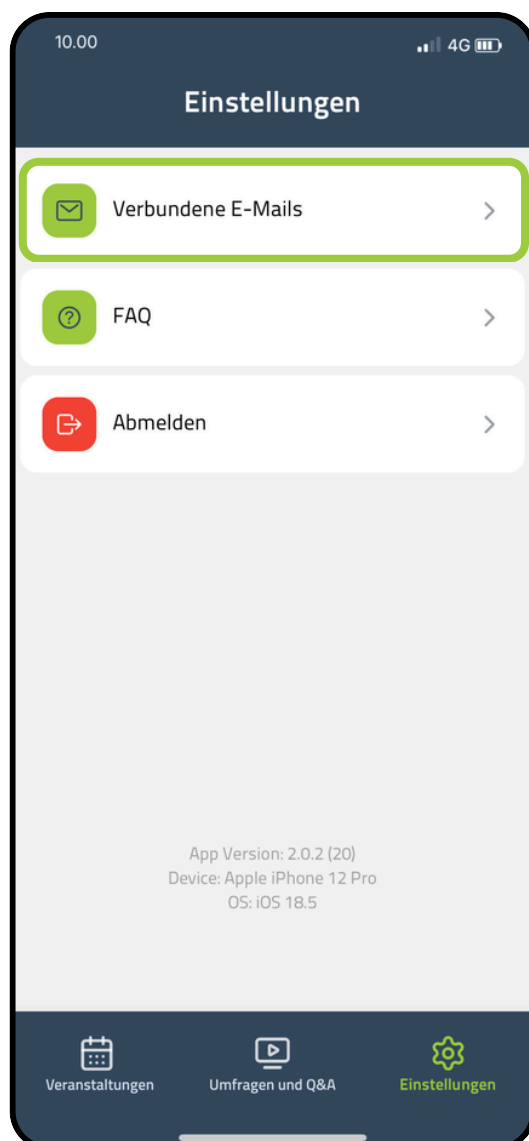 10.00
4G
Einstellungen
Verbundene E-Mails
FAQ
Abmelden
App Version: 2.0.2 (20)
Device: Apple iPhone 12 Pro
OS: iOS 18.5
Veranstaltungen
Umfragen und Q&A
Einstellungen